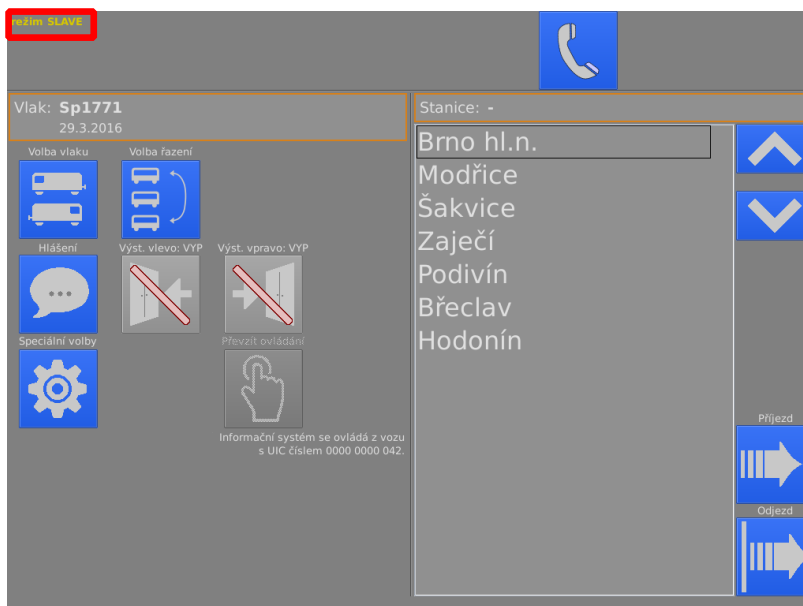 režim SLAVE
Vlak: Sp1771
29.3.2016
Stanice: -
Volba vlaku
Volba řazení
Hlášení
Výst. vlevo: VYP
Výst. vpravo: VYP
Speciální volby
Převzít ovládání
Informační systém se ovládá z vozu
s UIC číslem 0000 0000 042.
Brno hl.n.
Modřice
Šakvice
Zaječí
Podivín
Břeclav
Hodonín
Příjezd
Odjezd